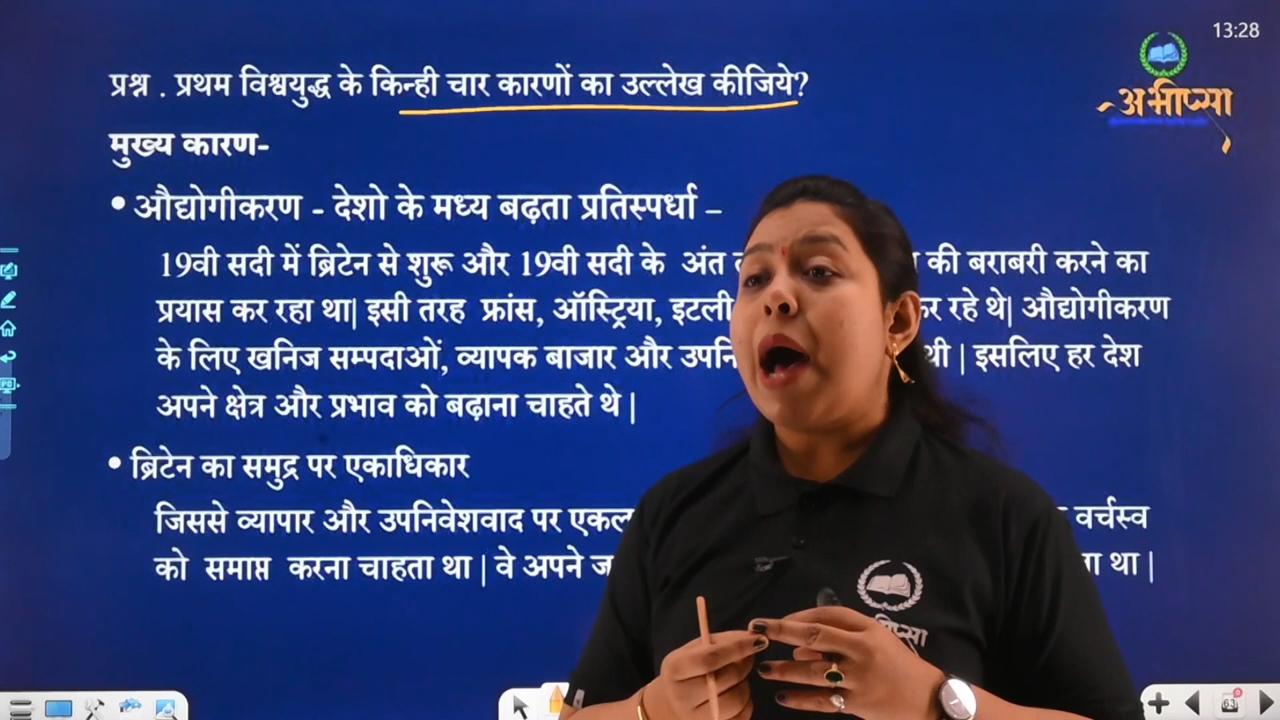 13:28
अभीप्सा
प्रश्न . प्रथम विश्वयुद्ध के किन्ही चार कारणों का उल्लेख कीजिये?
मुख्य कारण-
• औद्योगीकरण - देशो के मध्य बढ़ता प्रतिस्पर्धा –
19वी सदी में ब्रिटेन से शुरू और 19वी सदी के अंत की बराबरी करने का
प्रयास कर रहा था| इसी तरह फ्रांस, ऑस्ट्रिया, इटली रहे थे| औद्योगीकरण
के लिए खनिज सम्पदाओं, व्यापक बाजार और थी | इसलिए हर देश
अपने क्षेत्र और प्रभाव को बढ़ाना चाहते थे |
• ब्रिटेन का समुद्र पर एकाधिकार
जिससे व्यापार और उपनिवेशवाद पर वर्चस्व
को समाप्त करना चाहता था | वे अपने था |
63